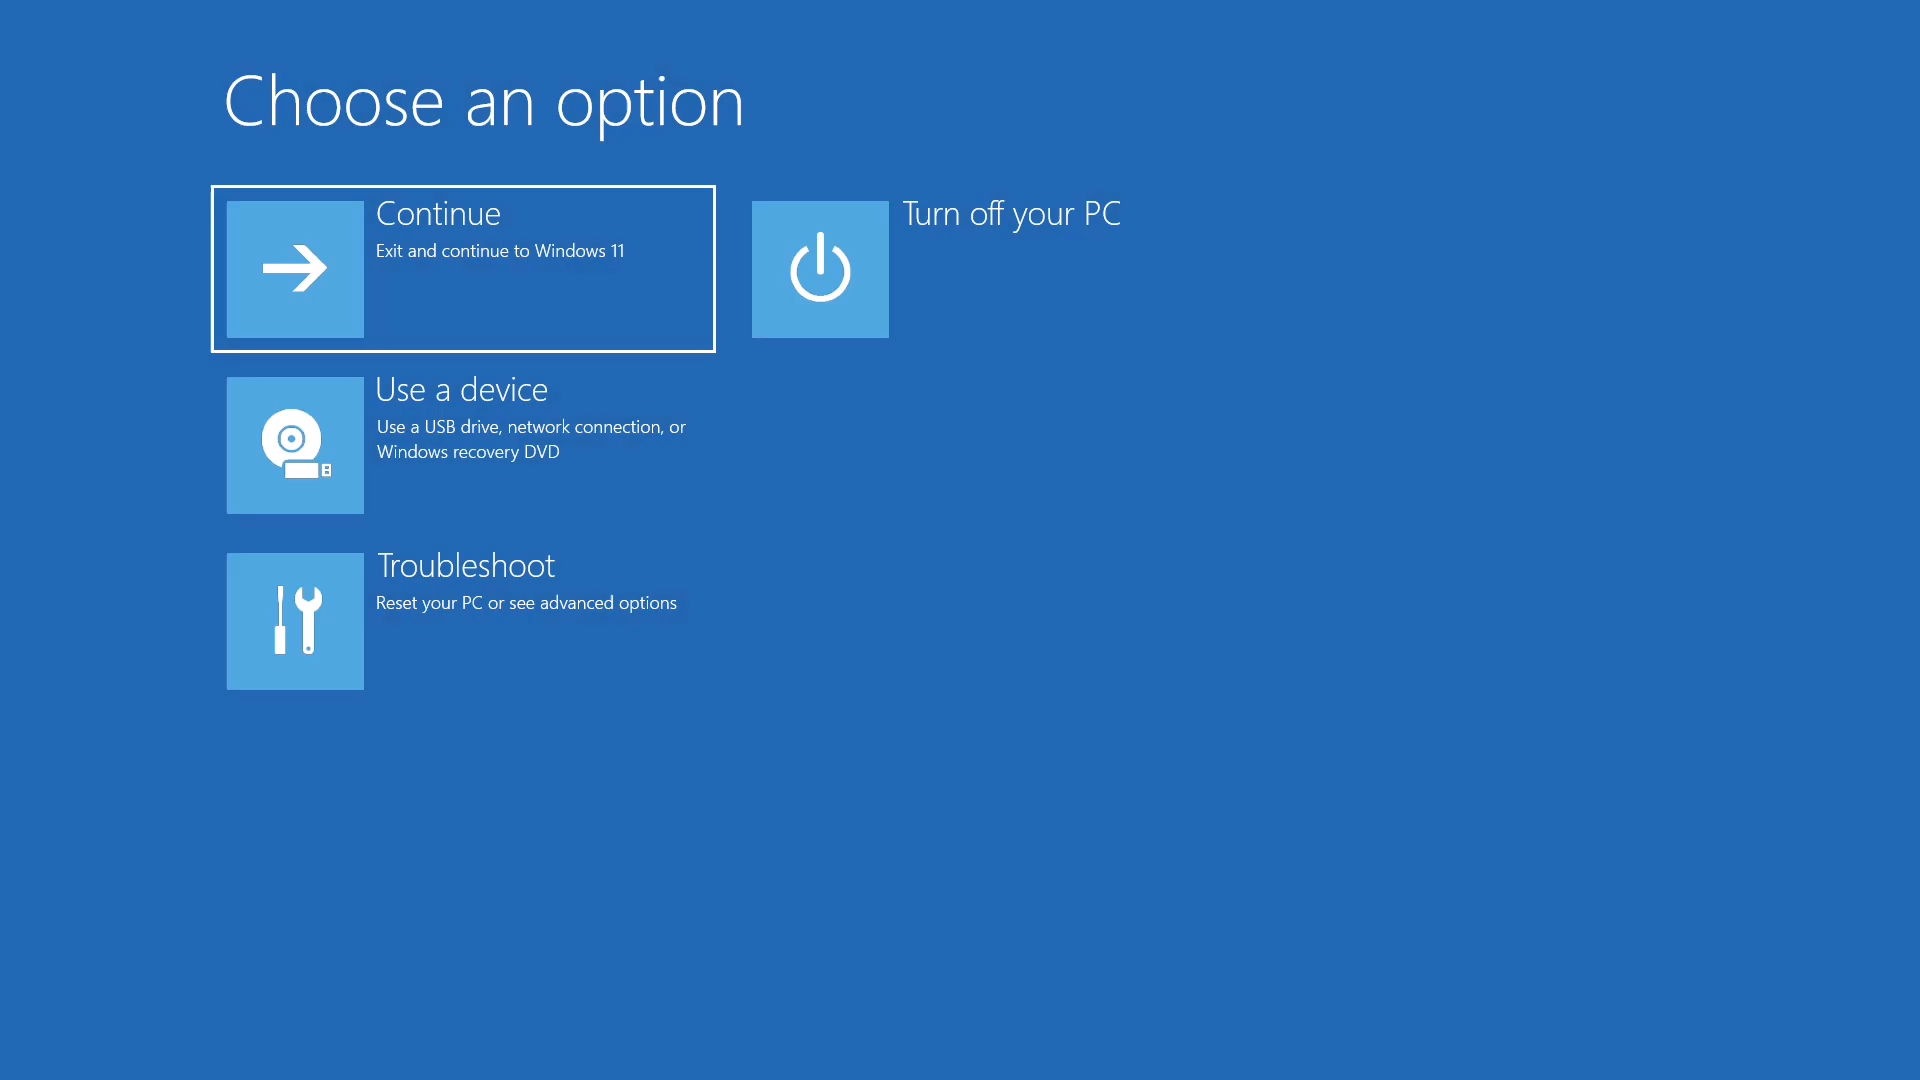 Choose an option
Continue
Exit and continue to Windows 11
Turn off your PC
Use a device
Use a USB drive, network connection, or
Windows recovery DVD
Troubleshoot
Reset your PC or see advanced options